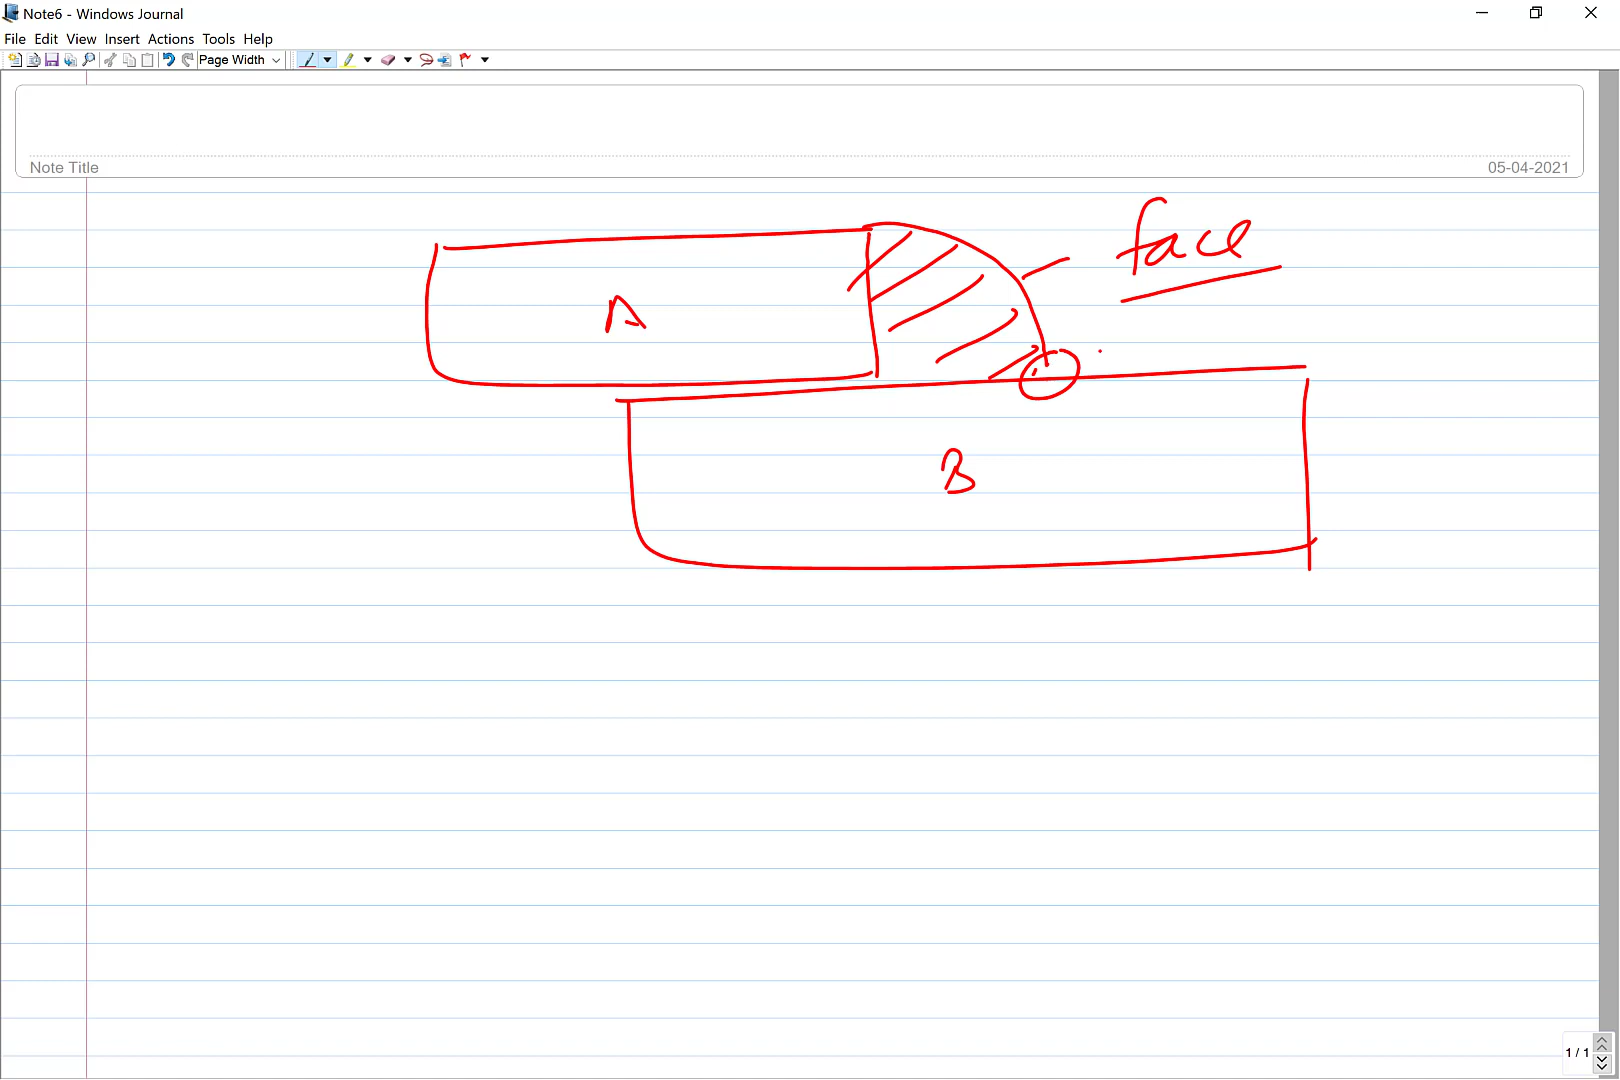 Note6 - Windows Journal
File Edit View Insert Actions Tools Help
Page Width
Note Title
05-04-2021
face
A
B
1 / 1